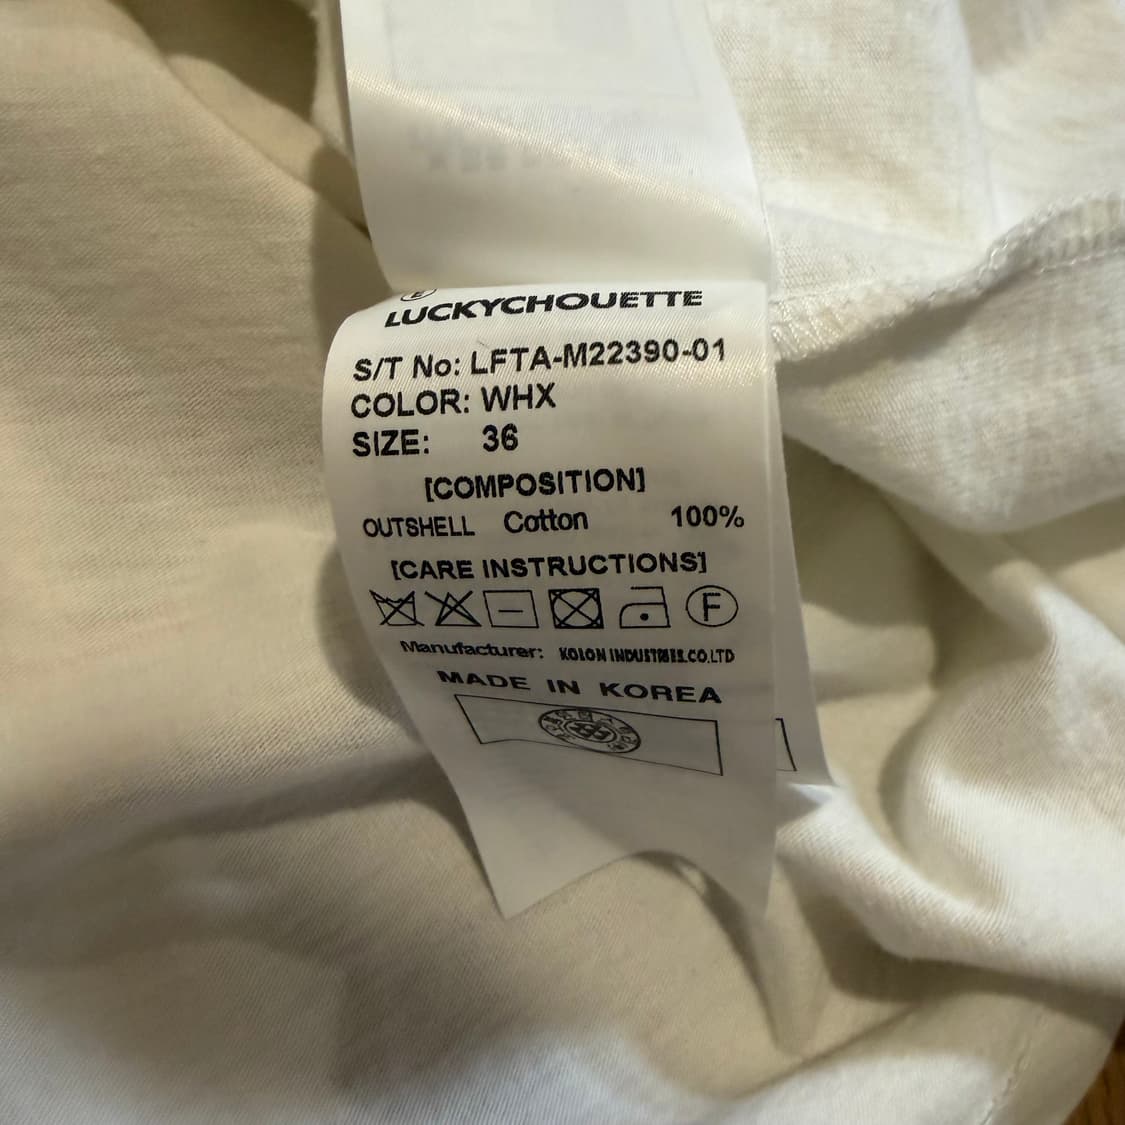 LUCKYCHOUETTE
S/T No: LFTA-M22390-01
COLOR: WHX
SIZE: 36
[COMPOSITION]
OUTSHELL Cotton 100%
[CARE INSTRUCTIONS]
F
Manufacturer: KOLON INDUSTRIES.CO.LTD
MADE IN KOREA